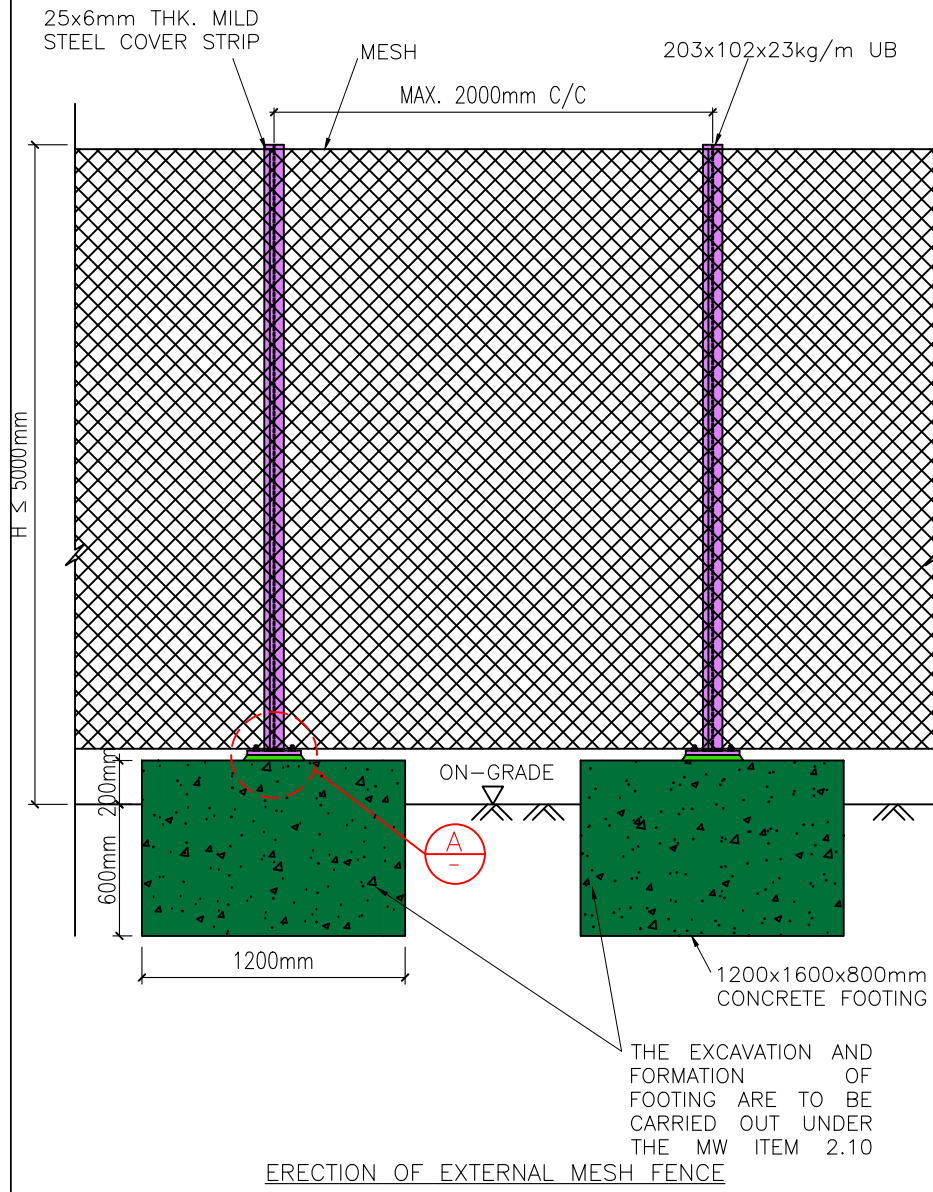 25x6mm THK. MILD
STEEL COVER STRIP
MESH
203x102x23kg/m UB
MAX. 2000mm C/C
H ≤ 5000mm
200mm
ON-GRADE
A
-
600mm
1200mm
1200x1600x800mm
CONCRETE FOOTING
THE EXCAVATION AND
FORMATION OF
FOOTING ARE TO BE
CARRIED OUT UNDER
THE MW ITEM 2.10
ERECTION OF EXTERNAL MESH FENCE